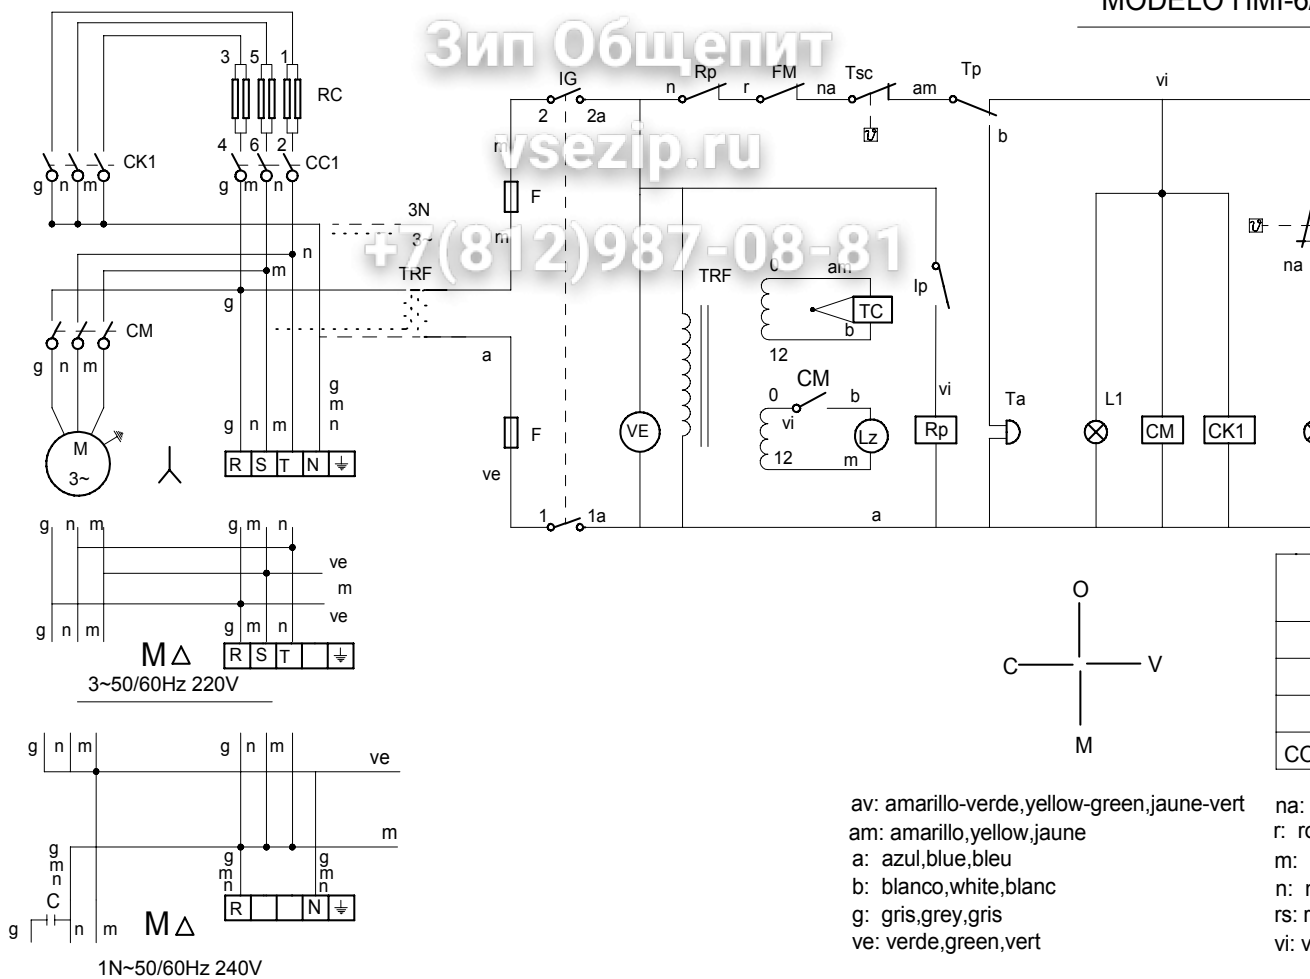 MODELO HMI-6
Зип Общепит
vsezip.ru
+7(812)987-08-81
3 5 1
RC
4 6 2
CK1
CC1
g n m
g m n
IG
2 2a
n Rp r FM na Tsc am Tp
vi
b
m
F
m
3N
3~
TRF
n
m
g
CM
g n m
a
g
m
n
g n m
R S T N
M
3~
F
ve
1 1a
VE
TRF
0 am
TC
b
12
CM
0 b
vi
Lz
12 m
Ip
vi
Rp
Ta
L1
CM
CK1
na
a
g n m
g m n
ve
m
ve
g n m
g m n
R S T
M
3~50/60Hz 220V
O
C V
M
CC
g n m
g n m
ve
m
g
m
n
C
g
n m
g
m
n
g
m
n
R N
M
1N~50/60Hz 240V
av: amarillo-verde,yellow-green,jaune-vert
am: amarillo,yellow,jaune
a: azul,blue,bleu
b: blanco,white,blanc
g: gris,grey,gris
ve: verde,green,vert
na:
r: r
m:
n:
rs:
vi: v